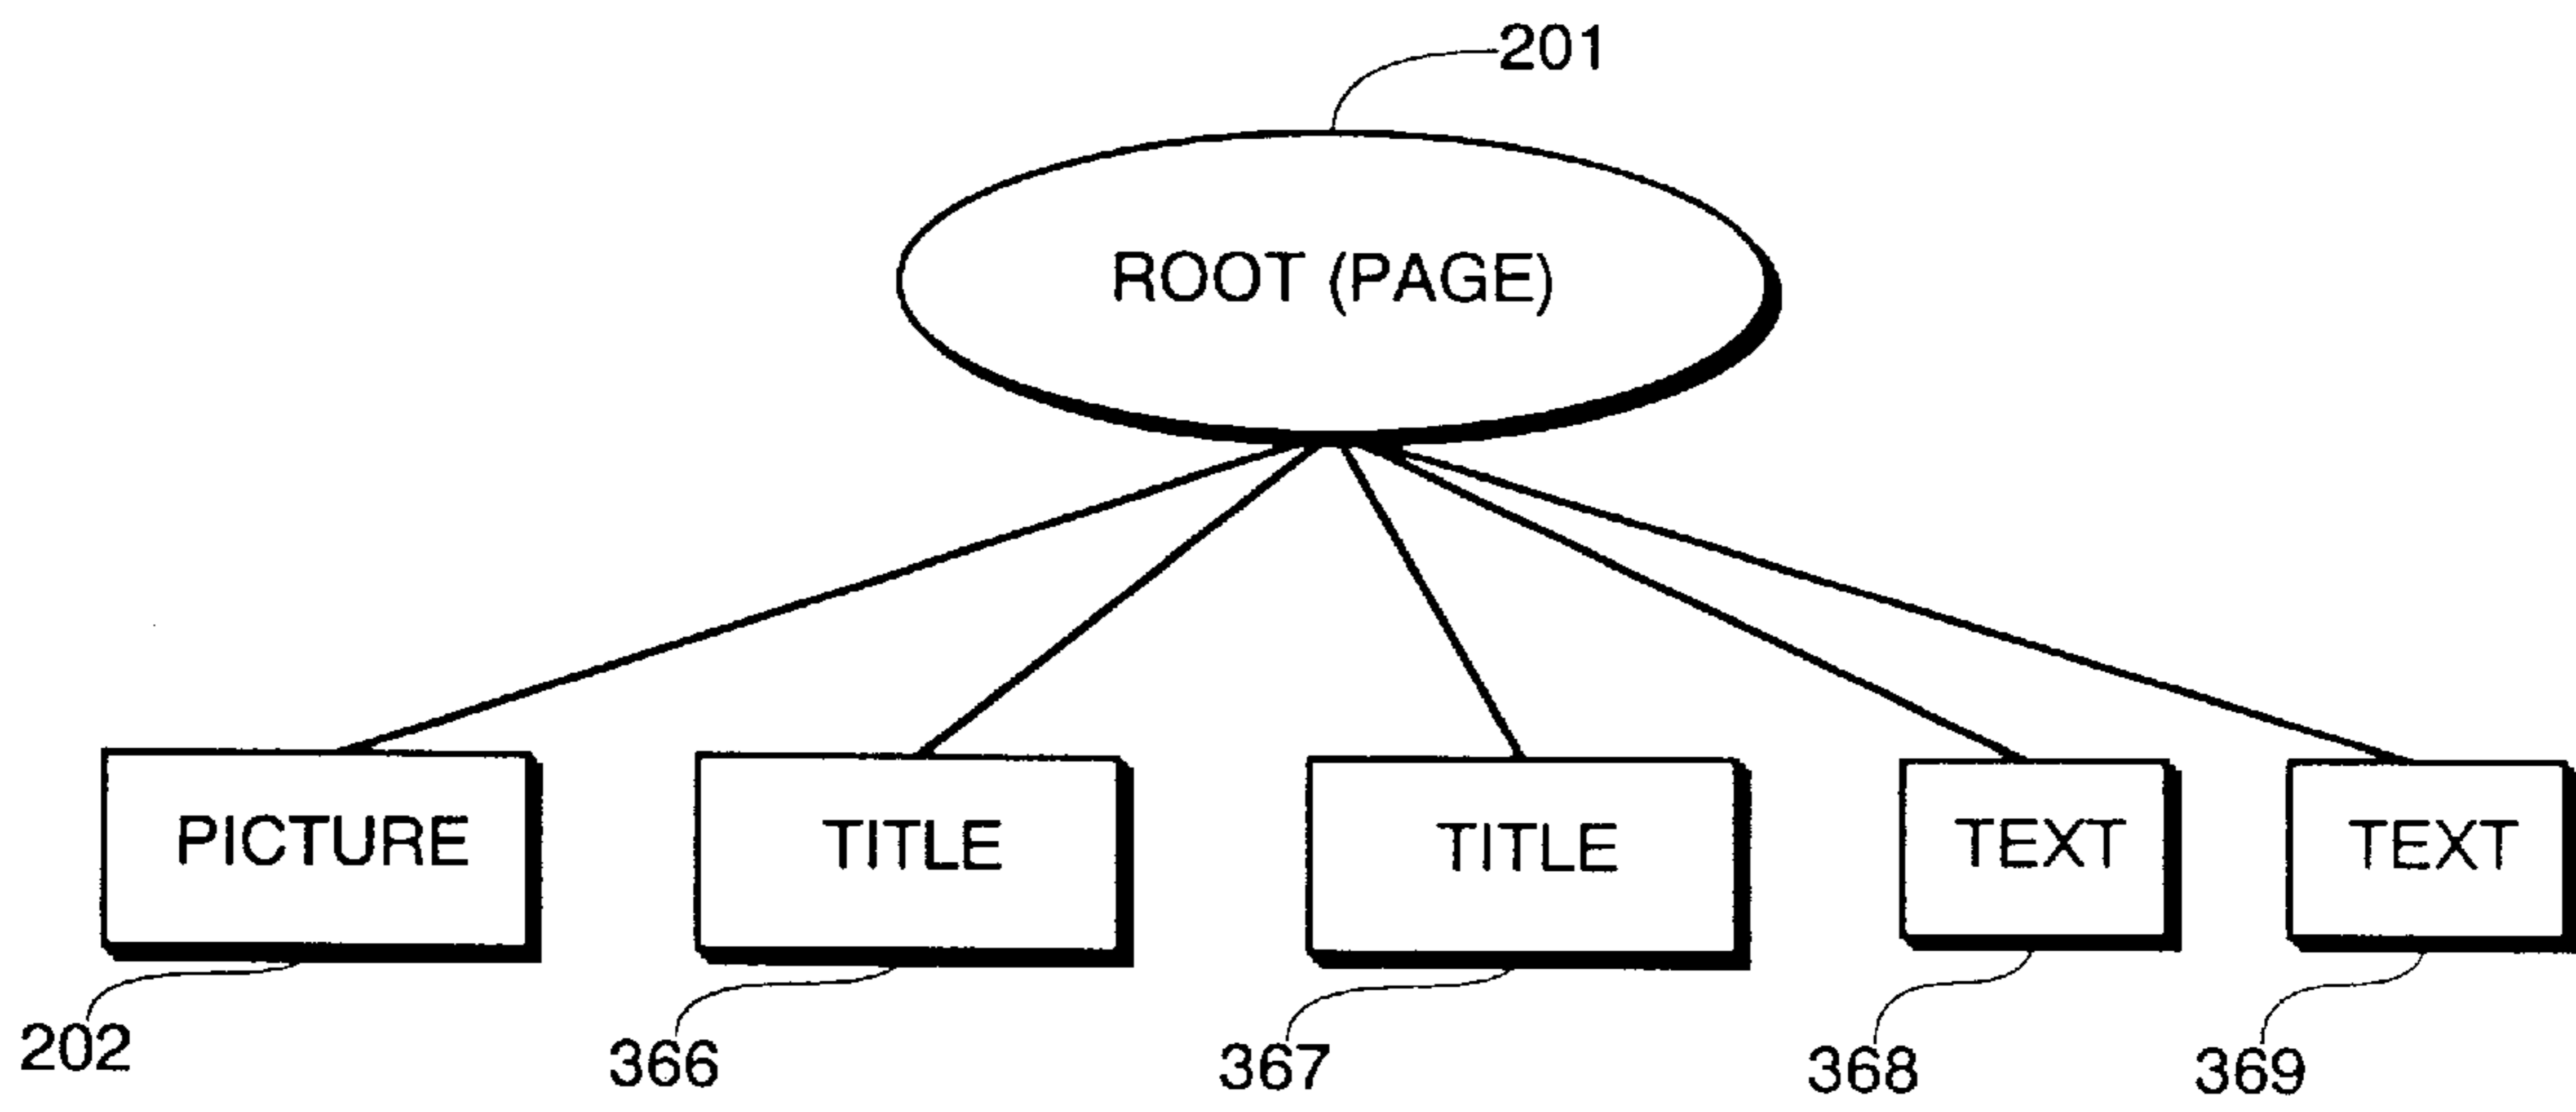 201
ROOT (PAGE)
PICTURE
TITLE
TITLE
TEXT
TEXT
202
366
367
368
369